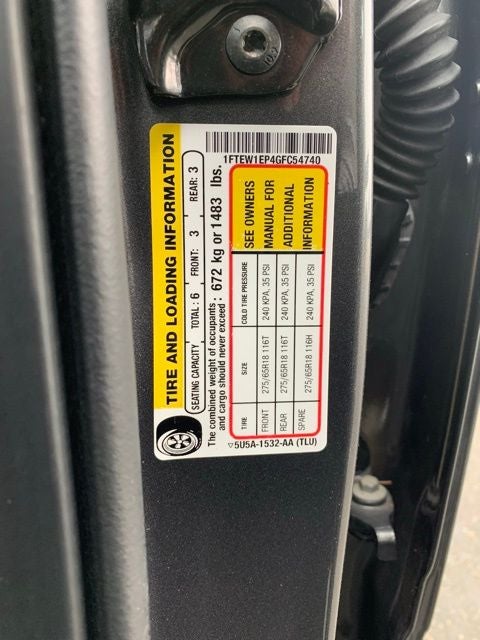 1FTEW1EP4GFC54740
TIRE AND LOADING INFORMATION
SEATING CAPACITY TOTAL : 6 FRONT: 3 REAR: 3
The combined weight of occupants
and cargo should never exceed : 672 kg or 1483 lbs.
TIRE SIZE COLD TIRE PRESSURE SEE OWNERS
FRONT 275/65R18 116T 240 KPA, 35 PSI MANUAL FOR
REAR 275/65R18 116T 240 KPA, 35 PSI ADDITIONAL
SPARE 275/65R18 116H 240 KPA, 35 PSI INFORMATION
▽5U5A-1532-AA (TLU)